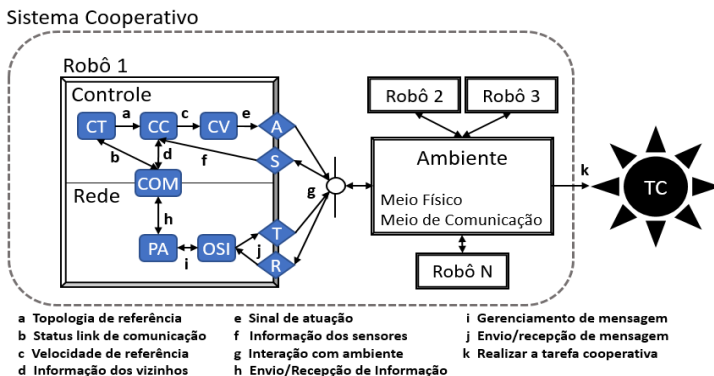 Sistema Cooperativo
Robô 1
Controle
CT
a
CC
c
CV
e
A
b
d
f
S
COM
Rede
h
PA
i
OSI
j
T
R
g
Robô 2
Robô 3
Ambiente
Meio Físico
Meio de Comunicação
Robô N
k
TC
a Topologia de referência
b Status link de comunicação
c Velocidade de referência
d Informação dos vizinhos
e Sinal de atuação
f Informação dos sensores
g Interação com ambiente
h Envio/Recepção de Informação
i Gerenciamento de mensagem
j Envio/recepção de mensagem
k Realizar a tarefa cooperativa